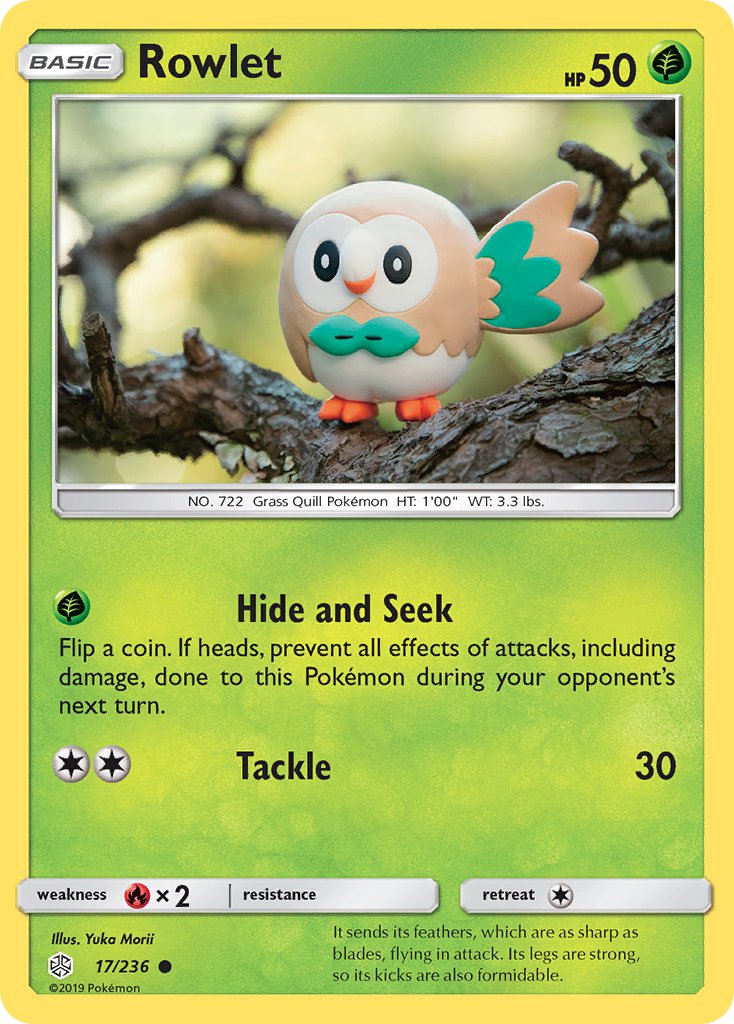 BASIC Rowlet HP 50
NO. 722 Grass Quill Pokémon HT: 1'00" WT: 3.3 lbs.
Hide and Seek
Flip a coin. If heads, prevent all effects of attacks, including
damage, done to this Pokémon during your opponent's
next turn.
Tackle 30
weakness × 2 resistance retreat
Illus. Yuka Morii
17/236
©2019 Pokémon
It sends its feathers, which are as sharp as
blades, flying in attack. Its legs are strong,
so its kicks are also formidable.